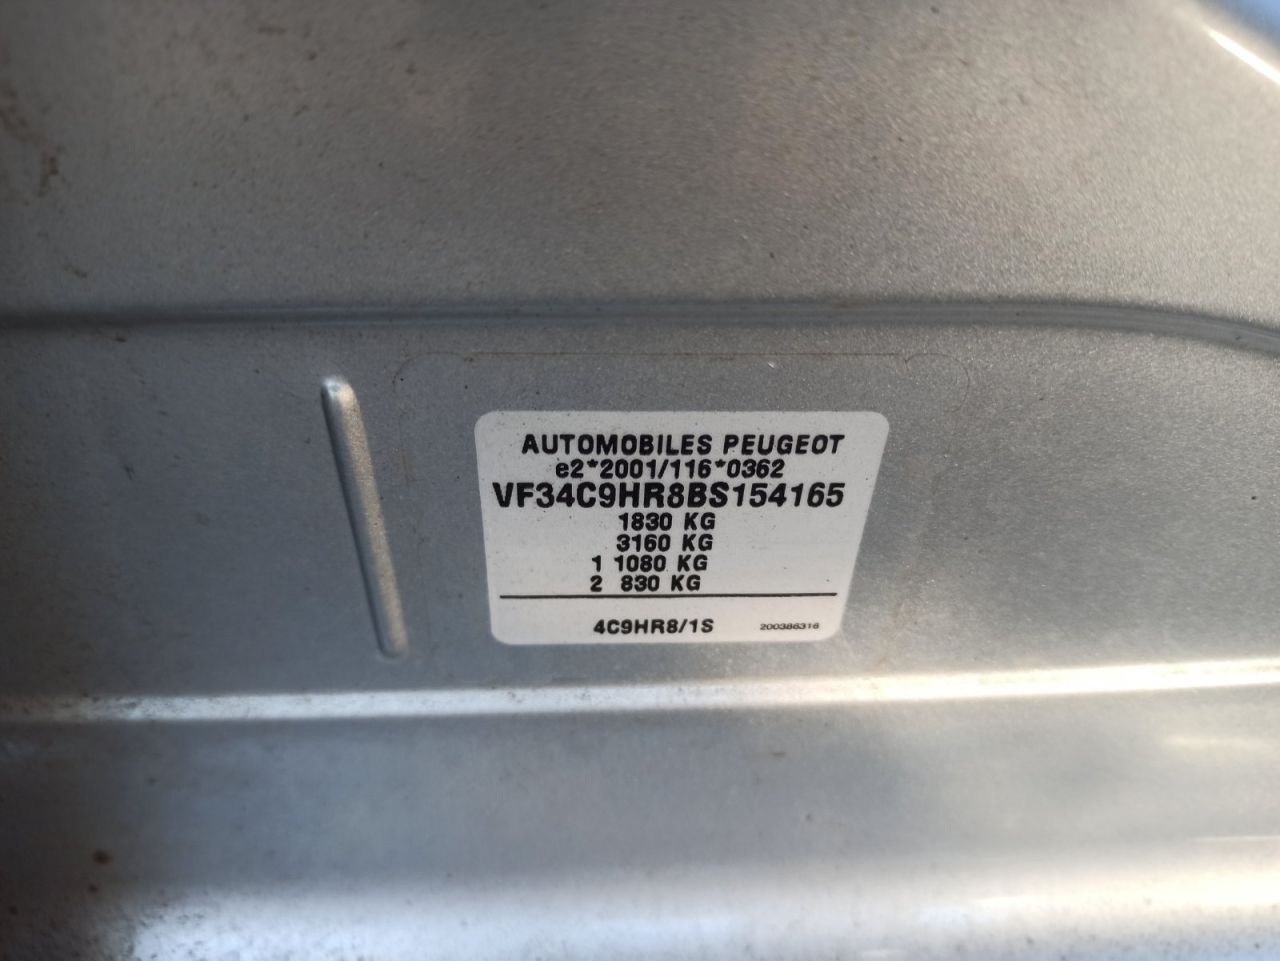 AUTOMOBILES PEUGEOT
e2*2001/116*0362
VF34C9HR8BS154165
1830 KG
3160 KG
1 1080 KG
2 830 KG
4C9HR8/1S 200386316